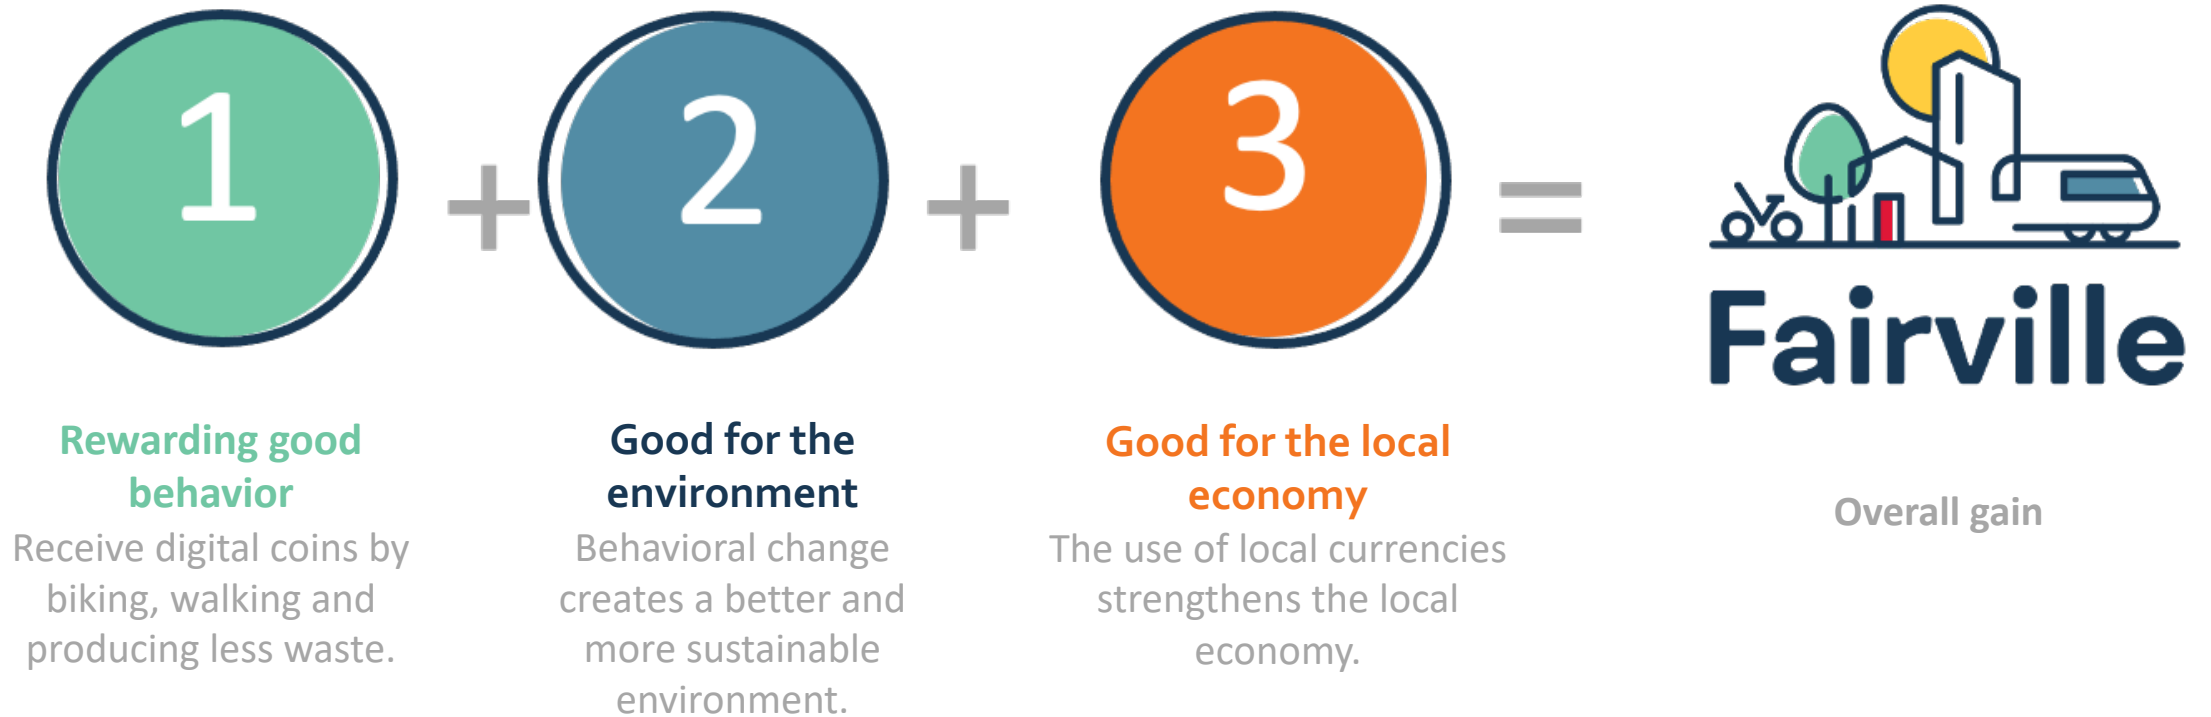 1
+
2
+
3
=
Fairville
Rewarding good
behavior
Receive digital coins by
biking, walking and
producing less waste.
Good for the
environment
Behavioral change
creates a better and
more sustainable
environment.
Good for the local
economy
The use of local currencies
strengthens the local
economy.
Overall gain